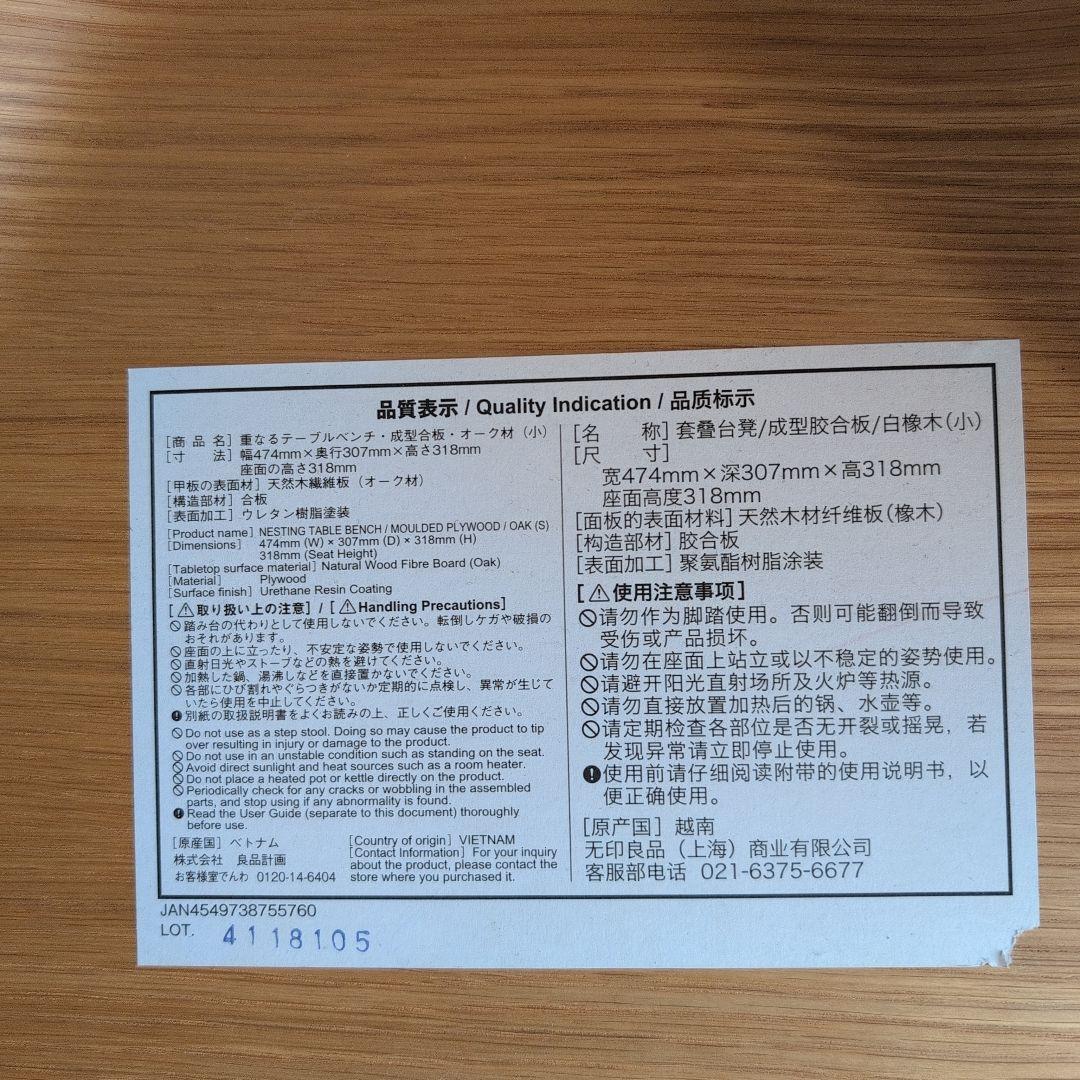 品質表示 / Quality Indication / 品质标示
[商 品 名] 重なるテーブルベンチ・成型合板・オーク材（小）
[寸　　法] 幅474mm×奥行307mm×高さ318mm
座面の高さ318mm
[甲板の表面材] 天然木繊維板（オーク材）
[構造部材] 合板
[表面加工] ウレタン樹脂塗装
[Product name] NESTING TABLE BENCH / MOULDED PLYWOOD / OAK (S)
[Dimensions] 474mm (W) × 307mm (D) × 318mm (H)
318mm (Seat Height)
[Tabletop surface material] Natural Wood Fibre Board (Oak)
[Material] Plywood
[Surface finish] Urethane Resin Coating
[⚠取り扱い上の注意] / [⚠Handling Precautions]
🚫踏み台の代わりとして使用しないでください。転倒しケガや破損の
おそれがあります。
🚫座面の上に立ったり、不安定な姿勢で使用しないでください。
🚫直射日光やストーブなどの熱を避けてください。
🚫加熱した鍋、湯沸しなどを直接置かないでください。
🚫各部にひび割れやぐらつきがないか定期的に点検し、異常が生じて
いたら使用を中止してください。
❗別紙の取扱説明書をよくお読みの上、正しくご使用ください。
🚫Do not use as a step stool. Doing so may cause the product to tip
over resulting in injury or damage to the product.
🚫Do not use in an unstable condition such as standing on the seat.
🚫Avoid direct sunlight and heat sources such as a room heater.
🚫Do not place a heated pot or kettle directly on the product.
🚫Periodically check for any cracks or wobbling in the assembled
parts, and stop using if any abnormality is found.
❗Read the User Guide (separate to this document) thoroughly
before use.
[原産国] ベトナム
株式会社　良品計画
お客様室でんわ 0120-14-6404
[Country of origin] VIETNAM
[Contact Information] For your inquiry
about the product, please contact the
store where you purchased it.
[名　　称] 套叠台凳/成型胶合板/白橡木(小)
[尺　　寸]
宽474mm×深307mm×高318mm
座面高度318mm
[面板的表面材料] 天然木材纤维板(橡木)
[构造部材] 胶合板
[表面加工] 聚氨酯树脂涂装
[⚠使用注意事项]
🚫请勿作为脚踏使用。否则可能翻倒而导致
受伤或产品损坏。
🚫请勿在座面上站立或以不稳定的姿势使用。
🚫请避开阳光直射场所及火炉等热源。
🚫请勿直接放置加热后的锅、水壶等。
🚫请定期检查各部位是否无开裂或摇晃，若
发现异常请立即停止使用。
❗使用前请仔细阅读附带的使用说明书，以
便正确使用。
[原产国] 越南
无印良品（上海）商业有限公司
客服部电话 021-6375-6677
JAN4549738755760
LOT. 4118105